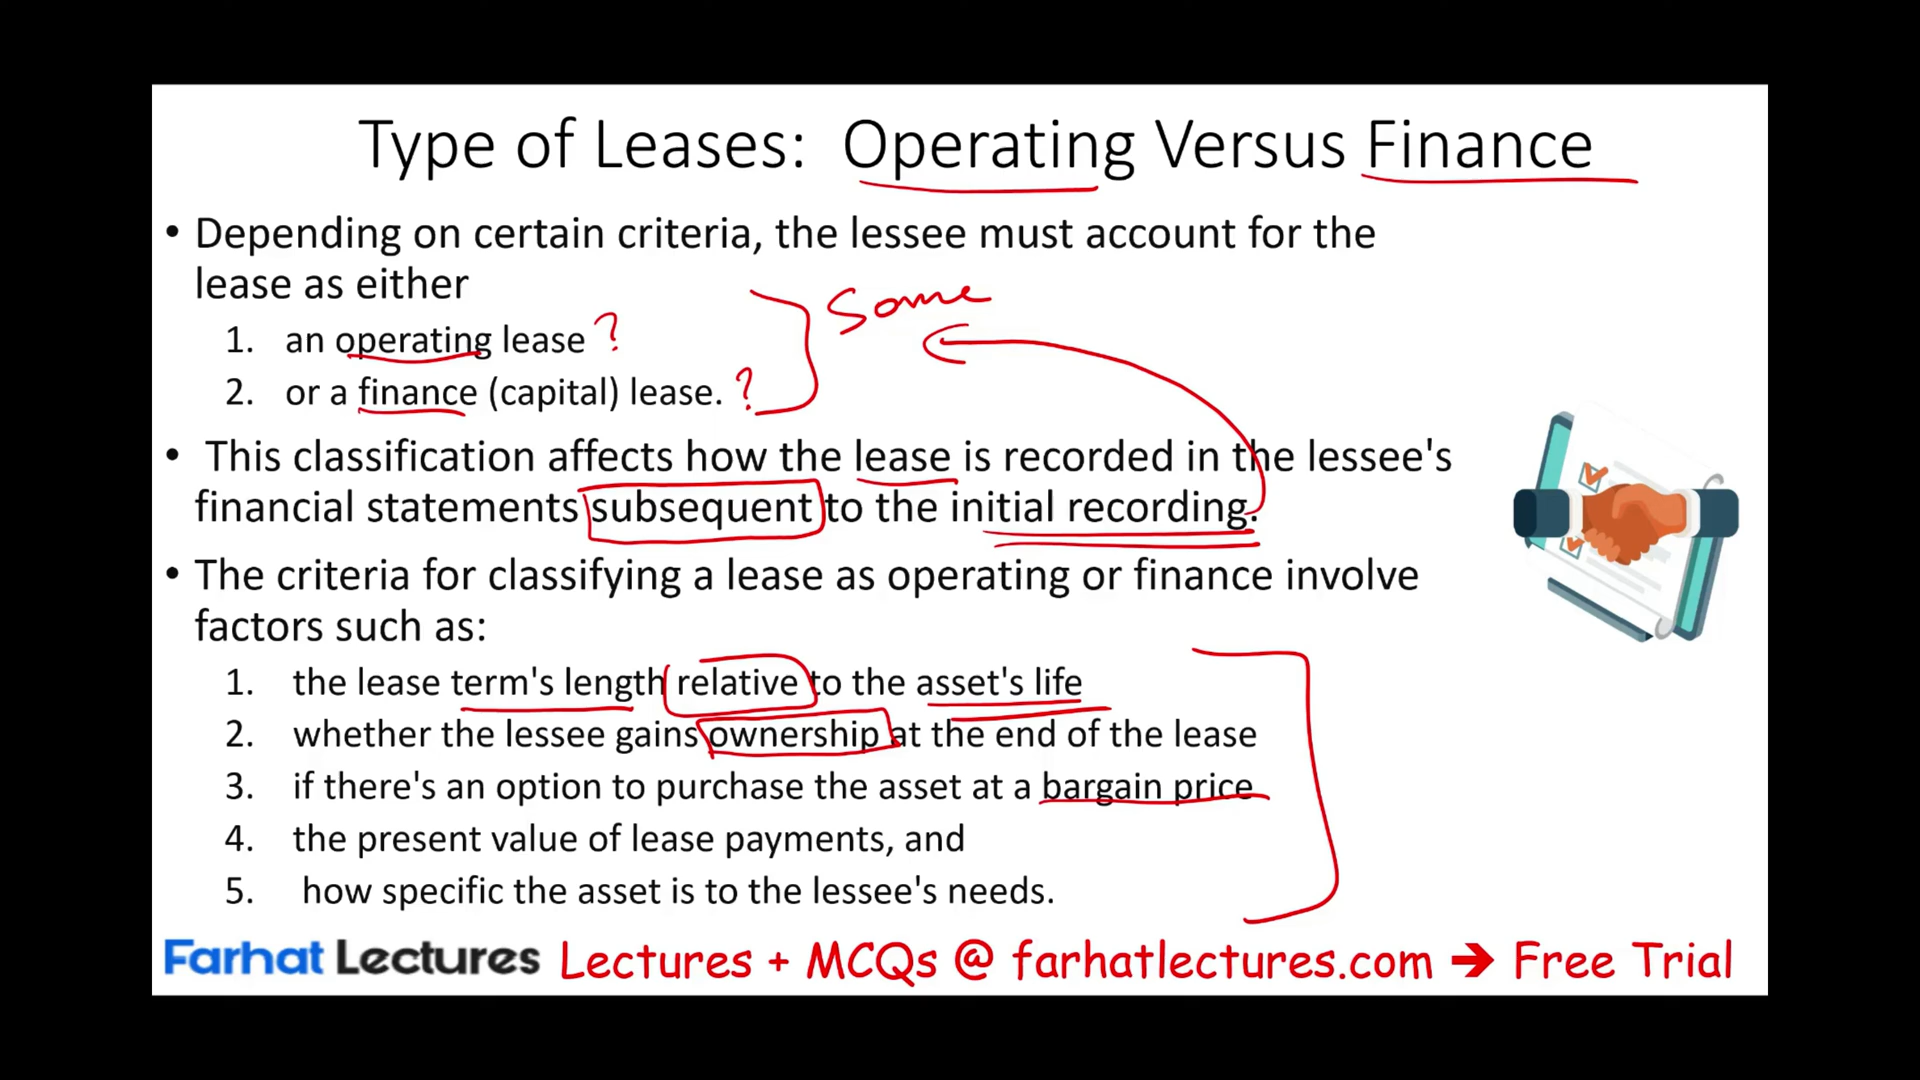 Type of Leases: Operating Versus Finance
• Depending on certain criteria, the lessee must account for the
lease as either
Same
1. an operating lease ?
2. or a finance (capital) lease. ?
• This classification affects how the lease is recorded in the lessee's
financial statements subsequent to the initial recording.
• The criteria for classifying a lease as operating or finance involve
factors such as:
1. the lease term's length relative to the asset's life
2. whether the lessee gains ownership at the end of the lease
3. if there's an option to purchase the asset at a bargain price
4. the present value of lease payments, and
5. how specific the asset is to the lessee's needs.
Farhat Lectures Lectures + MCQs @ farhatlectures.com ➔ Free Trial